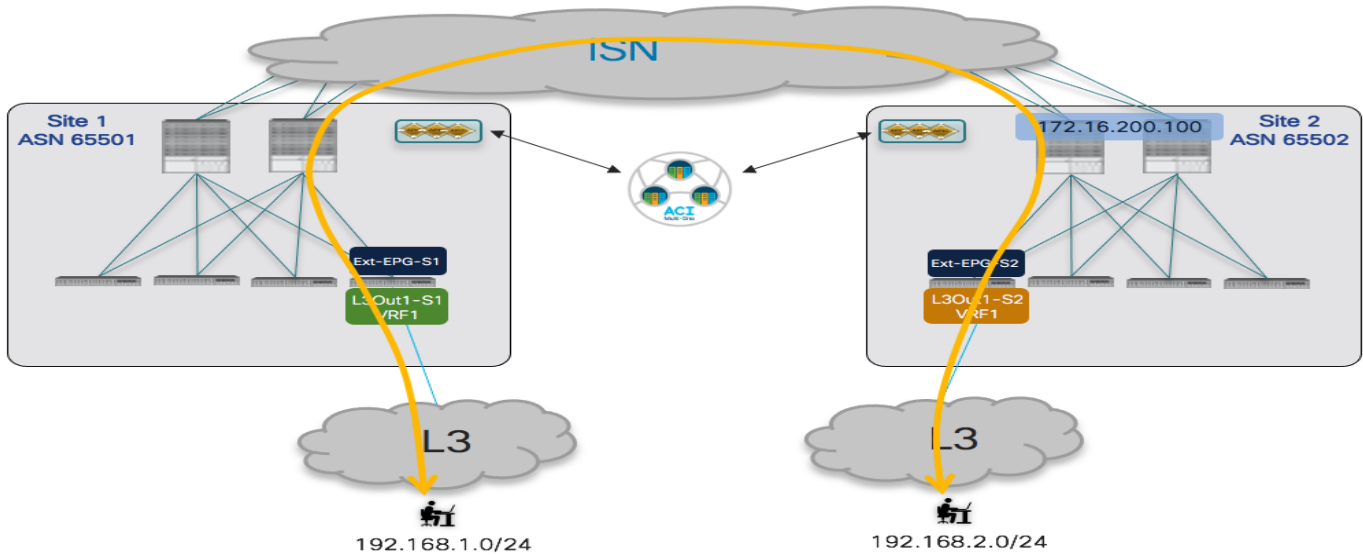 ISN
Site 1
ASN 65501
172.16.200.100
Site 2
ASN 65502
ACI
Multi-Site
Ext-EPG-S1
L3Out1-S1
VRF1
Ext-EPG-S2
L3Out1-S2
VRF1
L3
L3
192.168.1.0/24
192.168.2.0/24